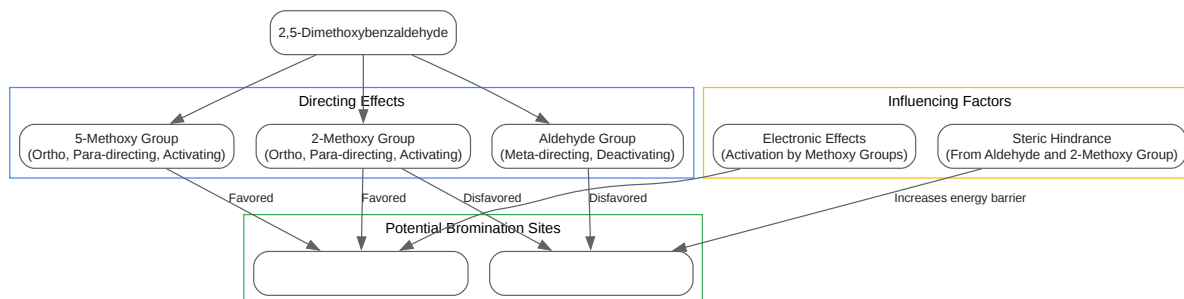 2,5-Dimethoxybenzaldehyde
Directing Effects
Influencing Factors
5-Methoxy Group
(Ortho, Para-directing, Activating)
2-Methoxy Group
(Ortho, Para-directing, Activating)
Aldehyde Group
(Meta-directing, Deactivating)
Electronic Effects
(Activation by Methoxy Groups)
Steric Hindrance
(From Aldehyde and 2-Methoxy Group)
Favored
Favored
Disfavored
Disfavored
Increases energy barrier
Potential Bromination Sites